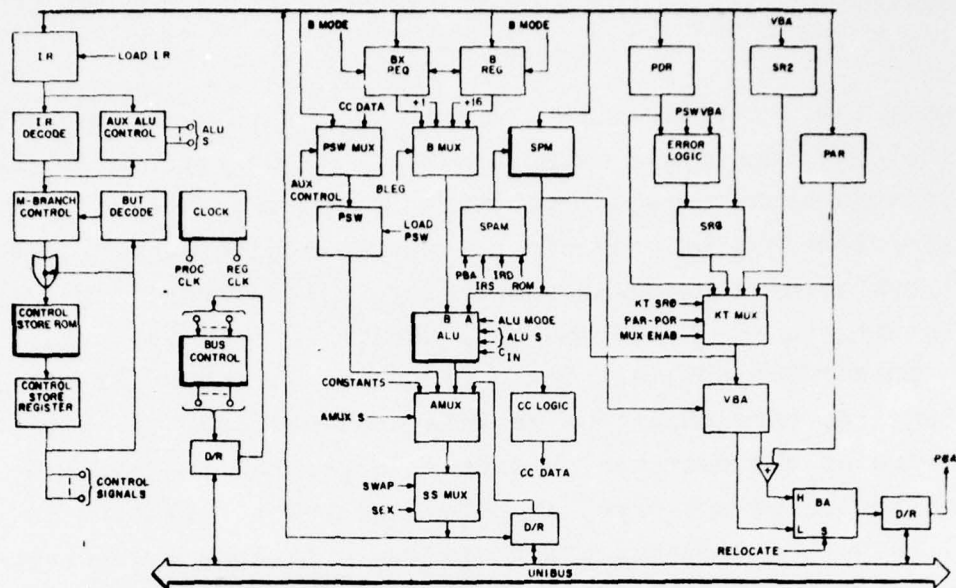 B MODE
B MODE
VBA
IR
LOAD IR
BX
REQ
B
REG
PDR
SR2
+1
+16
IR
DECODE
AUX ALU
CONTROL
ALU
S
CC DATA
PSW MUX
B MUX
SPM
PSW VBA
ERROR
LOGIC
PAR
AUX
CONTROL
BLEG
M-BRANCH
CONTROL
BUT
DECODE
CLOCK
PSW
LOAD
PSW
SPAM
SR0
PROC
CLK
REG
CLK
PBA
IRS
IRD
ROM
CONTROL
STORE ROM
BUS
CONTROL
B A
ALU
ALU MODE
ALU S
CIN
KT SR0
PAR-PDR
MUX ENAB
KT MUX
CONTROL
STORE
REGISTER
CONSTANTS
AMUX S
AMUX
CC LOGIC
VBA
D/R
CC DATA
+
PBA
CONTROL
SIGNALS
SWAP
SEX
SS MUX
D/R
H
BA
L S
D/R
RELOCATE
UNIBUS